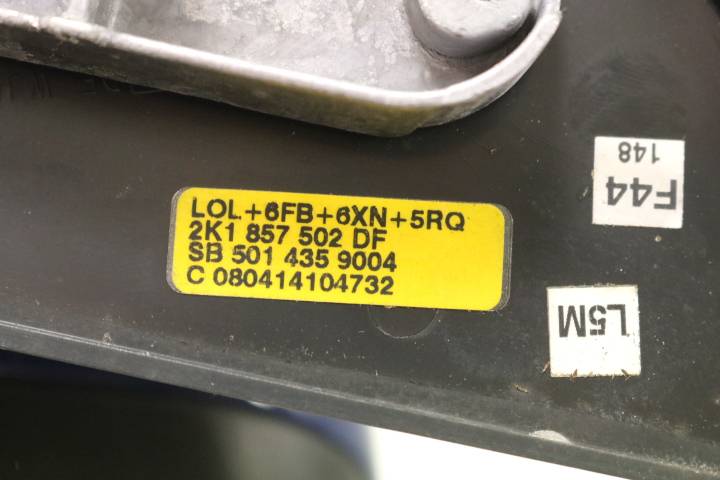 LOL+6FB+6XN+5RQ
2K1 857 502 DF
SB 501 435 9004
C 080414104732
F44
148
L5M